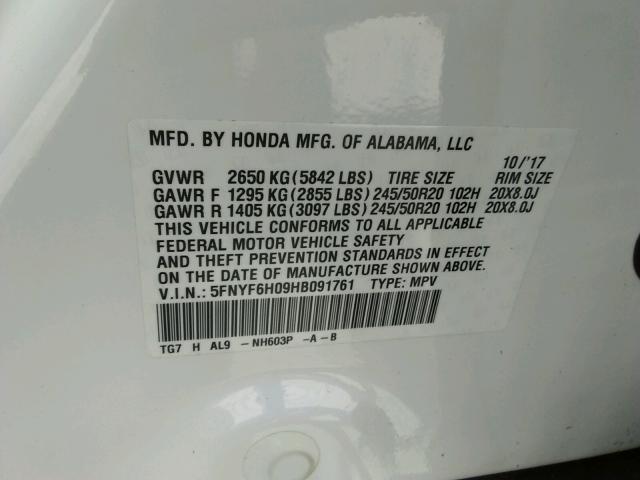 MFD. BY HONDA MFG. OF ALABAMA, LLC
10/'17
GVWR 2650 KG(5842 LBS) TIRE SIZE RIM SIZE
GAWR F 1295 KG(2855 LBS)245/50R20 102H 20X8.0J
GAWR R 1405 KG(3097 LBS)245/50R20 102H 20X8.0J
THIS VEHICLE CONFORMS TO ALL APPLICABLE
FEDERAL MOTOR VEHICLE SAFETY
AND THEFT PREVENTION STANDARDS IN EFFECT
ON THE DATE OF MANUFACTURE SHOWN ABOVE.
V.I.N.: 5FNYF6H09HB091761 TYPE: MPV
TG7 H AL9 -NH603P -A-B